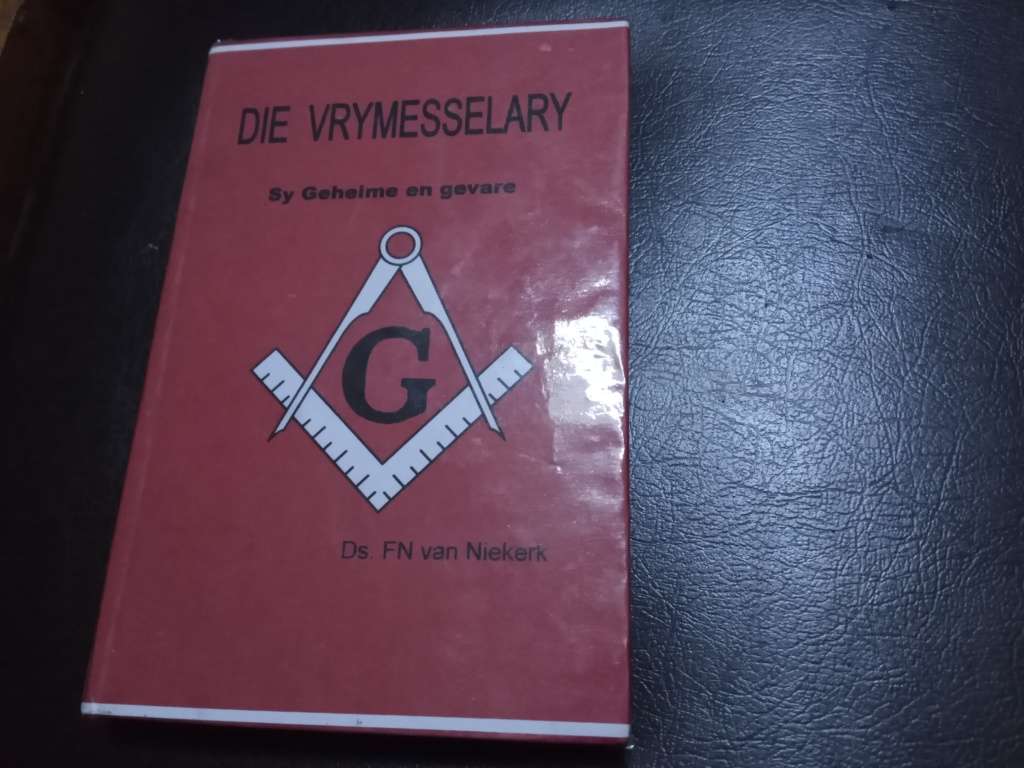 DIE VRYMESSELARY
Sy Geheime en gevare
G
Ds. FN van Niekerk